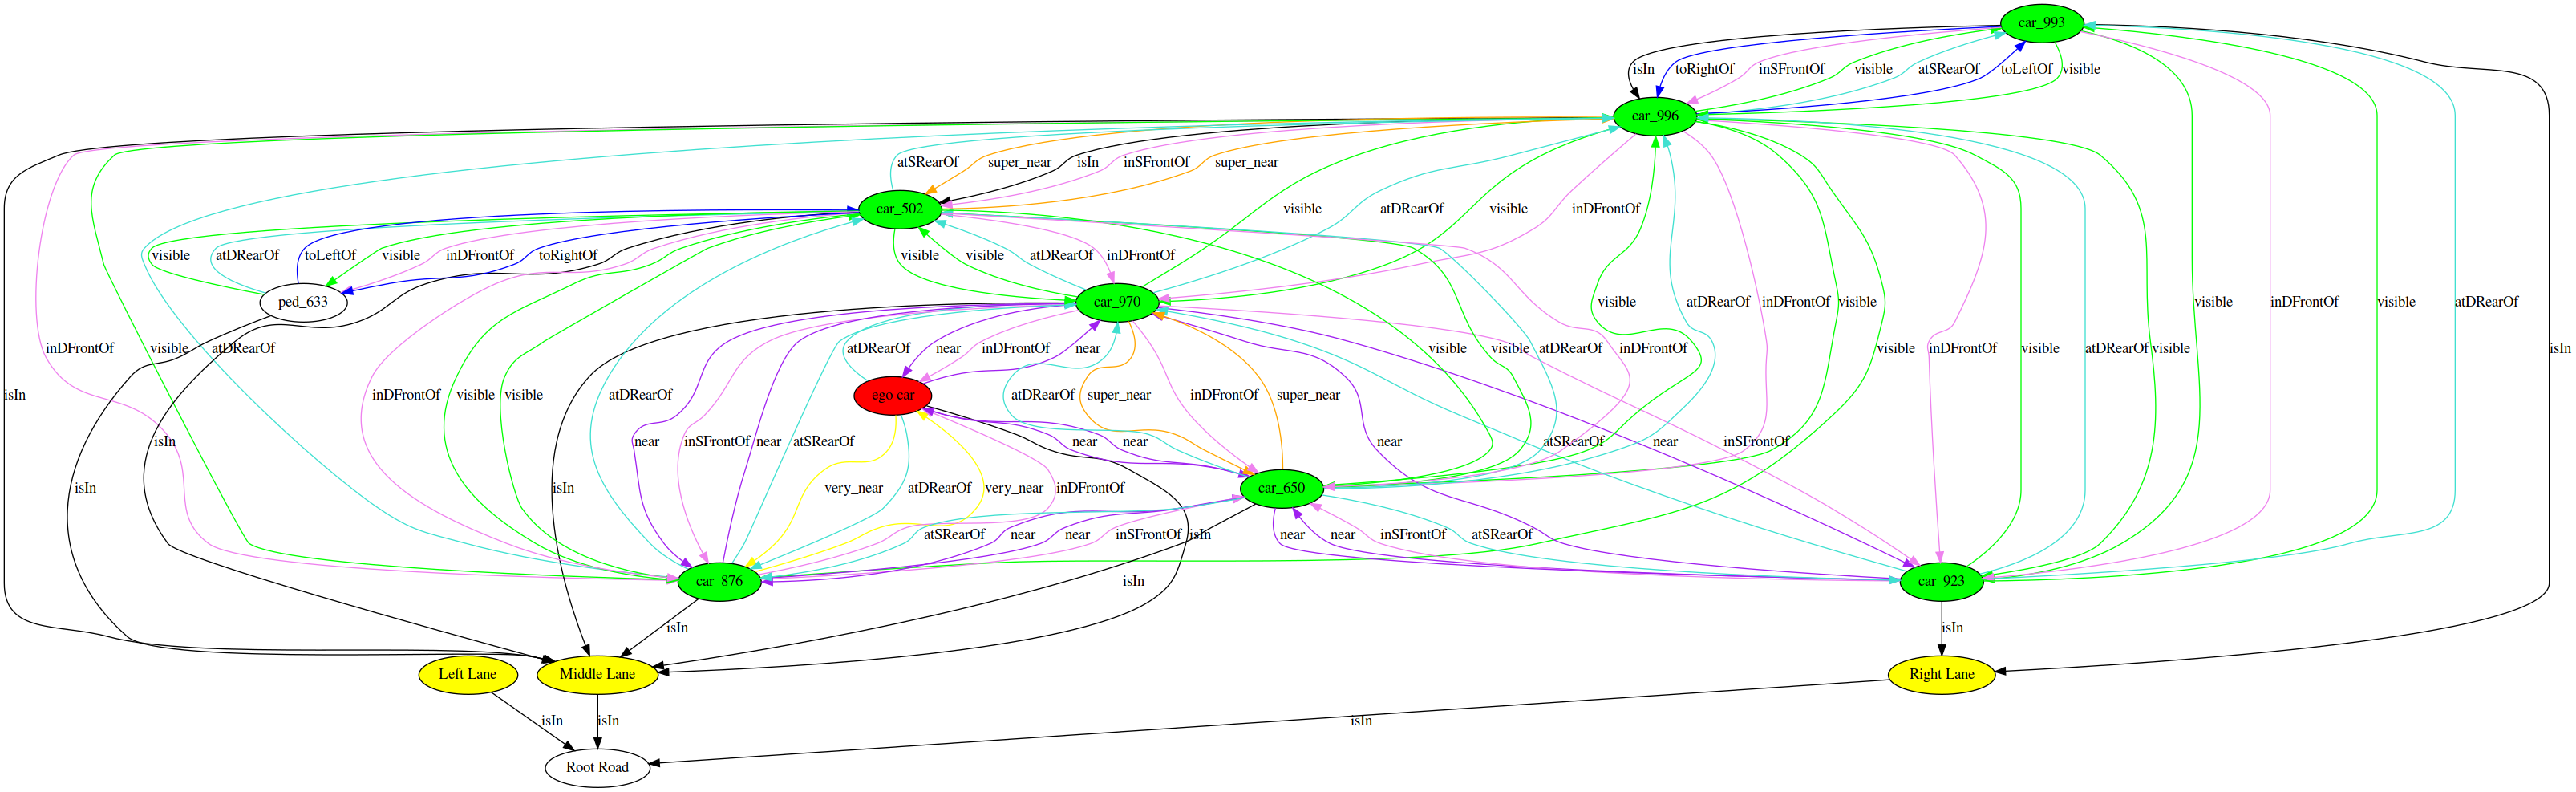 car_993
isIn toRightOf inSFrontOf visible atSRearOf toLeftOf visible
car_996
atSRearOf super_near isIn inSFrontOf super_near
car_502
visible atDRearOf inDFrontOf visible inDFrontOf
visible atDRearOf toLeftOf visible inDFrontOf toRightOf visible visible atDRearOf inDFrontOf
ped_633 car_970 visible atDRearOf inDFrontOf visible visible inDFrontOf visible atDRearOf
inDFrontOf visible atDRearOf atDRearOf near inDFrontOf near visible visible atDRearOf inDFrontOf visible inDFrontOf visible atDRearOf visible isIn
isIn inDFrontOf visible visible atDRearOf ego car atDRearOf super_near inDFrontOf super_near
isIn near inSFrontOf near atSRearOf near near near atSRearOf near inSFrontOf
isIn isIn very_near atDRearOf very_near inDFrontOf car_650
atSRearOf near near inSFrontOf isIn near near inSFrontOf atSRearOf
car_876 isIn car_923
isIn isIn
Left Lane Middle Lane Right Lane
isIn isIn isIn
Root Road